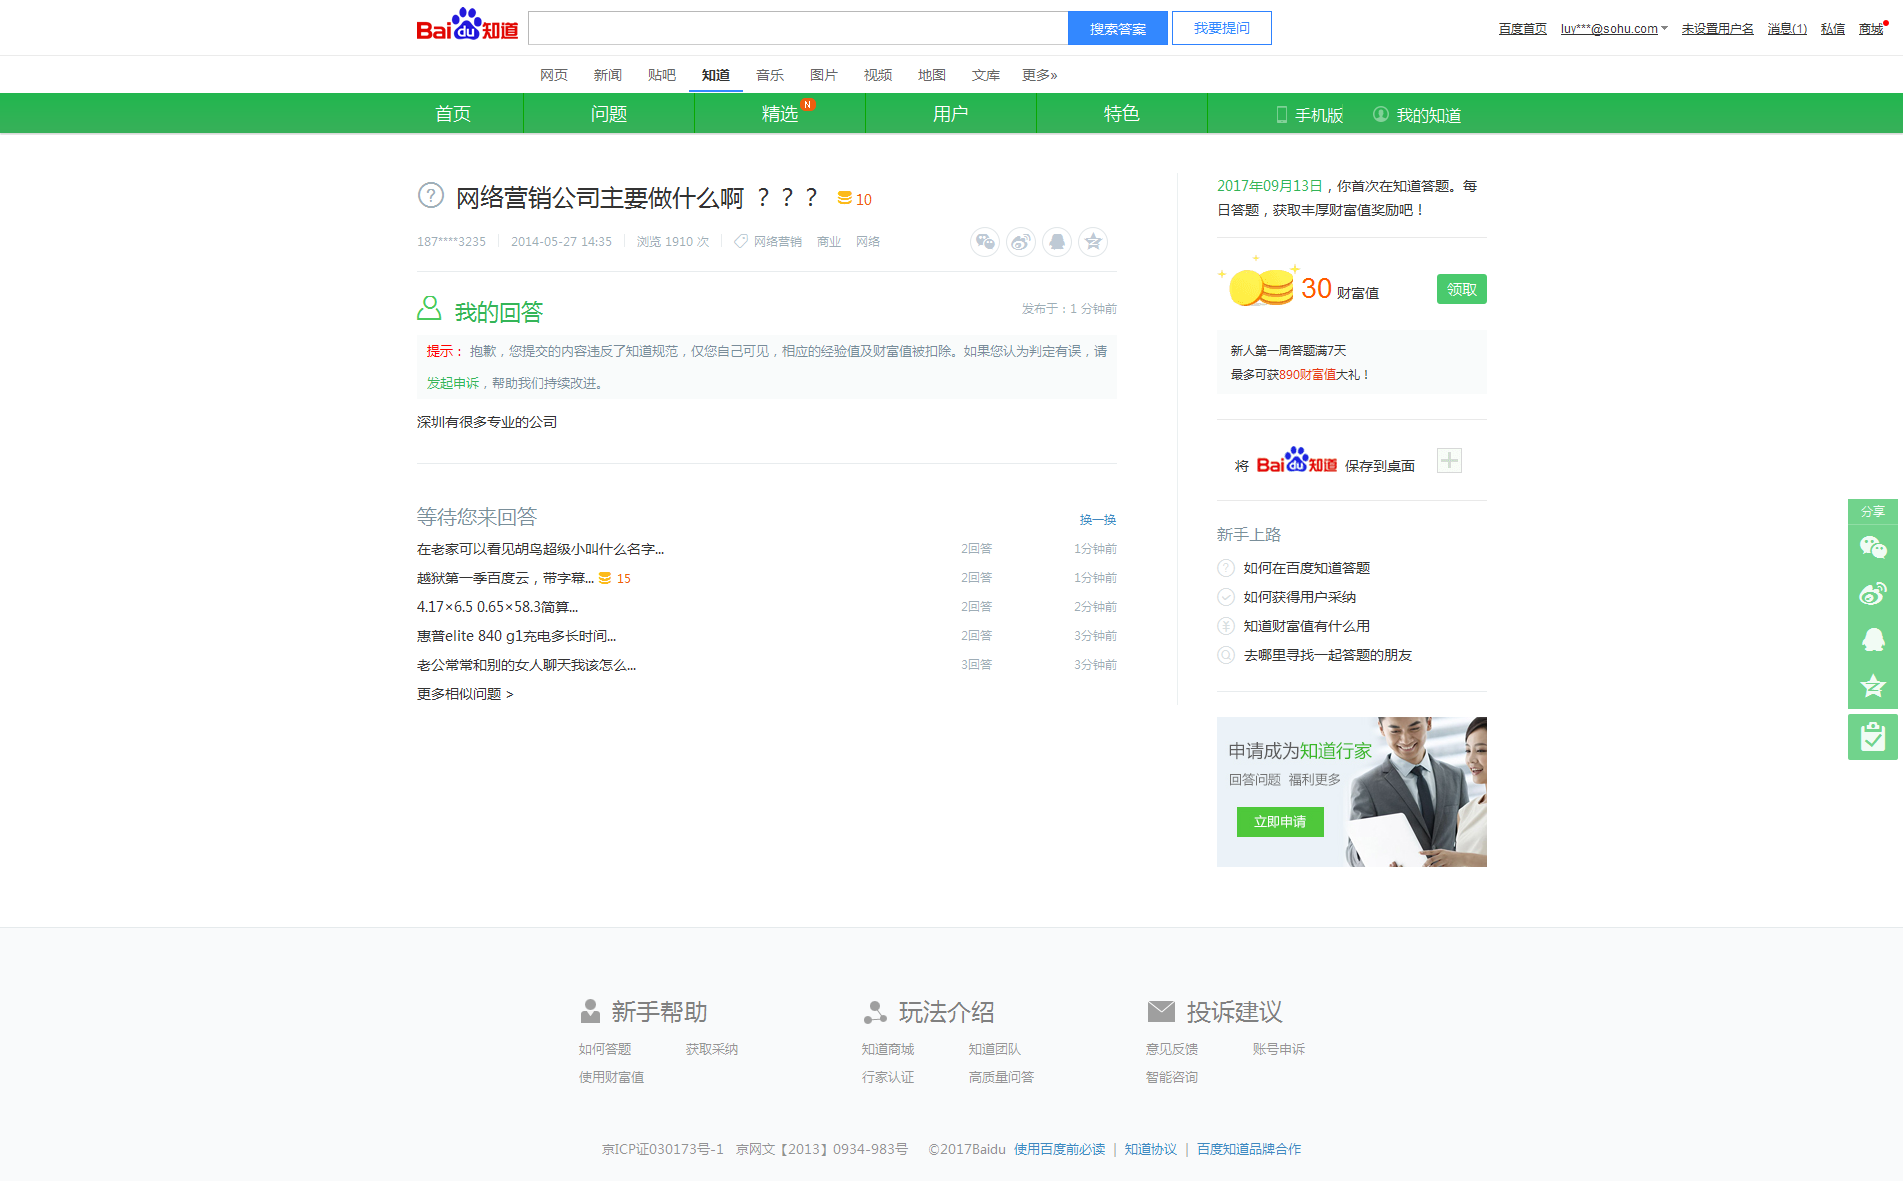 Baidu知道 搜索答案 我要提问 百度首页 luy***@sohu.com 未设置用户名 消息(1) 私信 商城
网页 新闻 贴吧 知道 音乐 图片 视频 地图 文库 更多»
首页 问题 精选 N 用户 特色 手机版 我的知道
网络营销公司主要做什么啊 ？？？ 10
187****3235 2014-05-27 14:35 浏览 1910 次 网络营销 商业 网络
我的回答 发布于：1 分钟前
提示： 抱歉，您提交的内容违反了知道规范，仅您自己可见，相应的经验值及财富值被扣除。如果您认为判定有误，请
发起申诉，帮助我们持续改进。
深圳有很多专业的公司
等待您来回答 换一换
在老家可以看见胡鸟超级小叫什么名字... 2回答 1分钟前
越狱第一季百度云，带字幕... 15 2回答 1分钟前
4.17×6.5 0.65×58.3简算... 2回答 2分钟前
惠普elite 840 g1充电多长时间... 2回答 3分钟前
老公常常和别的女人聊天我该怎么... 3回答 3分钟前
更多相似问题 >
2017年09月13日，你首次在知道答题。每
日答题，获取丰厚财富值奖励吧！
30 财富值 领取
新人第一周答题满7天
最多可获890财富值大礼！
将 Baidu知道 保存到桌面
新手上路
如何在百度知道答题
如何获得用户采纳
知道财富值有什么用
去哪里寻找一起答题的朋友
申请成为知道行家
回答问题 福利更多
立即申请
分享
新手帮助 玩法介绍 投诉建议
如何答题 获取采纳 知道商城 知道团队 意见反馈 账号申诉
使用财富值 行家认证 高质量问答 智能咨询
京ICP证030173号-1 京网文【2013】0934-983号 ©2017Baidu 使用百度前必读 | 知道协议 | 百度知道品牌合作